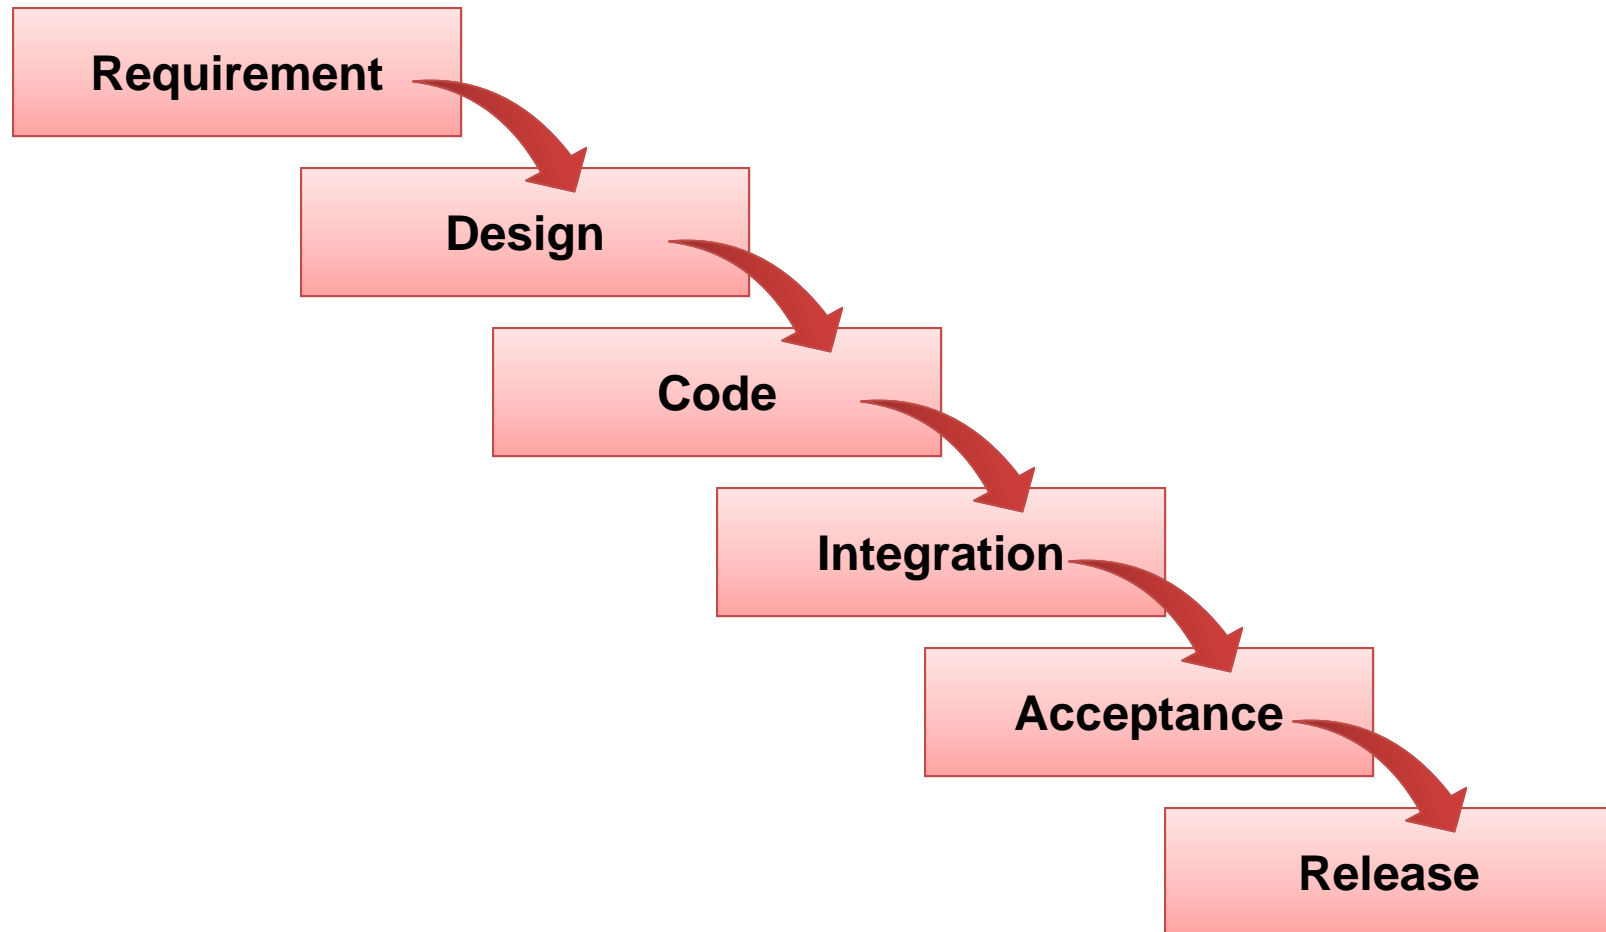 Requirement
Design
Code
Integration
Acceptance
Release